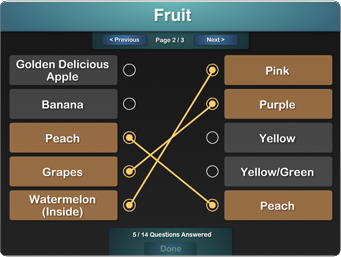 Fruit
< Previous
Page 2 / 3
Next >
Golden Delicious
Apple
Pink
Banana
Purple
Peach
Yellow
Grapes
Yellow/Green
Watermelon
(Inside)
Peach
5 / 14 Questions Answered
Done